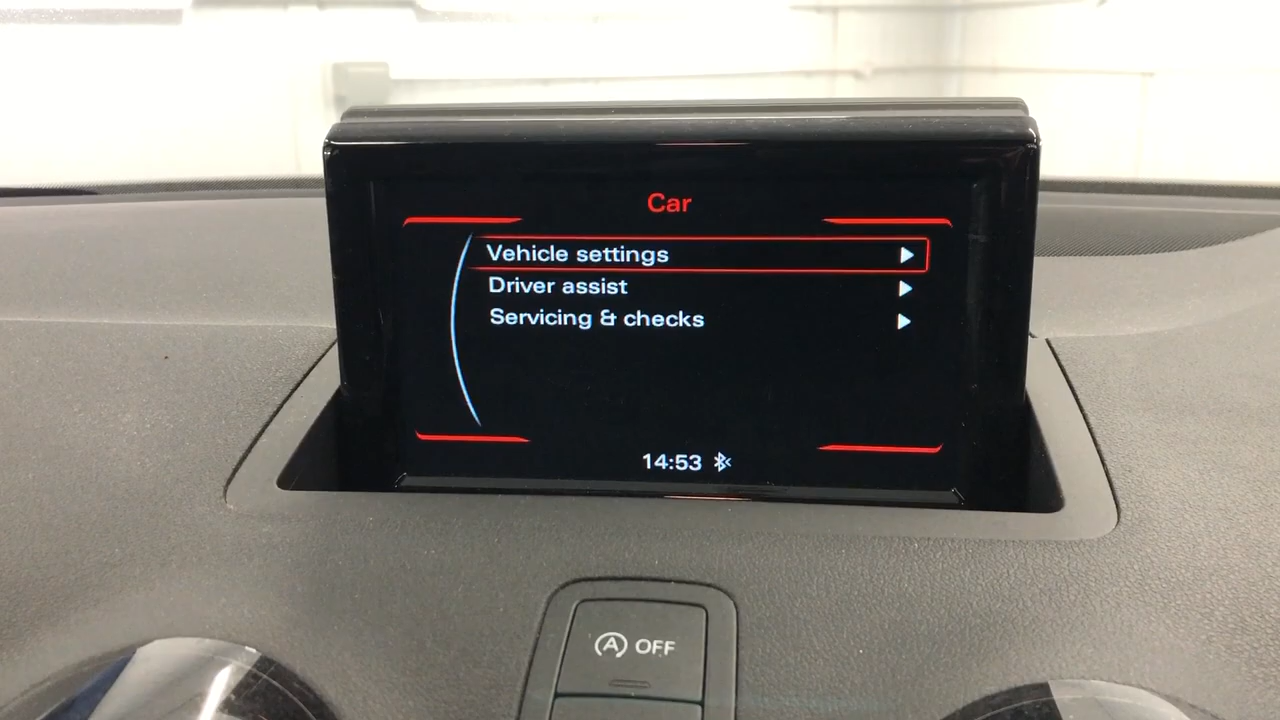 Car
Vehicle settings
Driver assist
Servicing & checks
14:53
A OFF